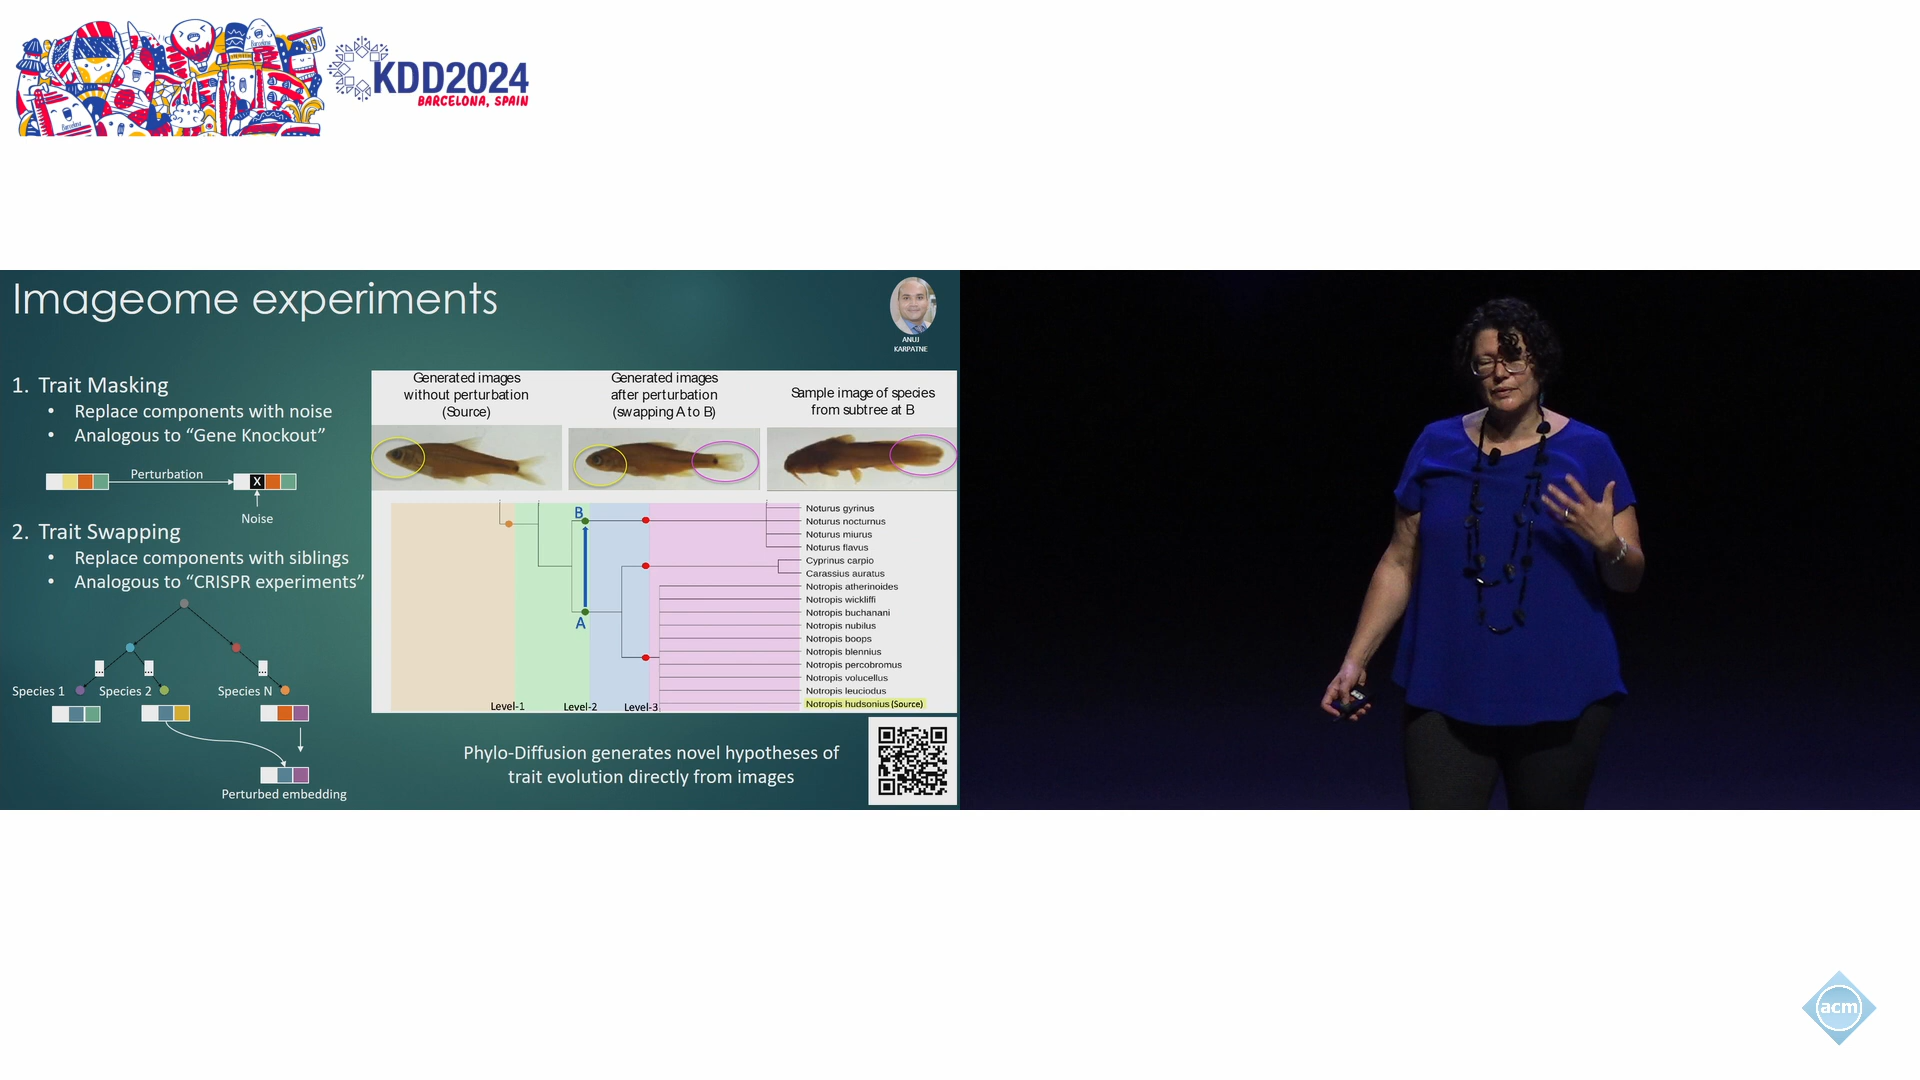 KDD2024
BARCELONA, SPAIN
Imageome experiments
ANUJ
KARPATNE
1. Trait Masking
• Replace components with noise
• Analogous to “Gene Knockout”
Perturbation
X
Noise
2. Trait Swapping
• Replace components with siblings
• Analogous to “CRISPR experiments”
...
...
...
Species 1
Species 2
Species N
Perturbed embedding
Generated images
without perturbation
(Source)
Generated images
after perturbation
(swapping A to B)
Sample image of species
from subtree at B
B
A
Level-1
Level-2
Level-3
Noturus gyrinus
Noturus nocturnus
Noturus miurus
Noturus flavus
Cyprinus carpio
Carassius auratus
Notropis atherinoides
Notropis wickliffi
Notropis buchanani
Notropis nubilus
Notropis boops
Notropis blennius
Notropis percobromus
Notropis volucellus
Notropis leuciodus
Notropis hudsonius (Source)
Phylo-Diffusion generates novel hypotheses of
trait evolution directly from images
acm